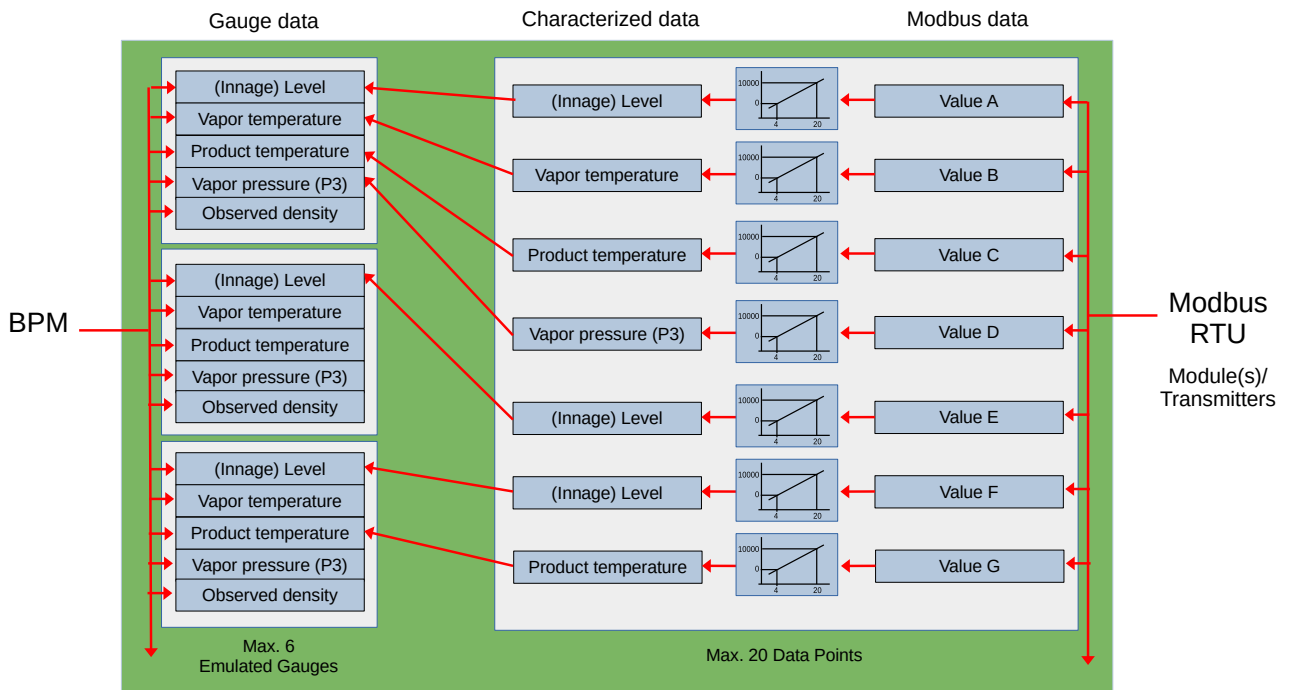 Gauge data
Characterized data
Modbus data
(Innage) Level
Vapor temperature
Product temperature
Vapor pressure (P3)
Observed density
(Innage) Level
Vapor temperature
Product temperature
Vapor pressure (P3)
Observed density
(Innage) Level
Vapor temperature
Product temperature
Vapor pressure (P3)
Observed density
BPM
Max. 6
Emulated Gauges
(Innage) Level
10000
0
4 20
Value A
Vapor temperature
10000
0
4 20
Value B
Product temperature
10000
0
4 20
Value C
Vapor pressure (P3)
10000
0
4 20
Value D
(Innage) Level
10000
0
4 20
Value E
(Innage) Level
10000
0
4 20
Value F
Product temperature
10000
0
4 20
Value G
Max. 20 Data Points
Modbus
RTU
Module(s)/
Transmitters